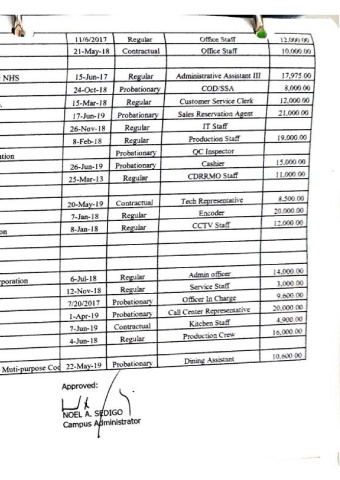 11/6/2017 Regular Office Staff 12,000.00
21-May-18 Contractual Office Staff 10,000.00
NHS 15-Jun-17 Regular Administrative Assistant III 17,975.00
24-Oct-18 Probationary COD/SSA 8,000.00
15-Mar-18 Regular Customer Service Clerk 12,000.00
17-Jun-19 Probationary Sales Reservation Agent 21,000.00
26-Nov-18 Regular IT Staff
8-Feb-18 Regular Production Staff 19,000.00
ution Probationary QC Inspector
26-Jun-19 Probationary Cashier 15,000.00
25-Mar-13 Regular CDRRMO Staff 11,000.00
20-May-19 Contractual Tech Representative 8,500.00
7-Jan-18 Regular Encoder 20,000.00
on 8-Jan-18 Regular CCTV Staff 12,000.00
poration 6-Jul-18 Regular Admin officer 14,000.00
12-Nov-18 Regular Service Staff 3,000.00
7/20/2017 Probationary Officer In Charge 9,600.00
1-Apr-19 Probationary Call Center Representative 20,000.00
7-Jun-19 Contractual Kitchen Staff 4,900.00
4-Jun-18 Regular Production Crew 16,000.00
Muti-purpose Coo 22-May-19 Probationary Dining Assistant 10,600.00
Approved:
NOEL A. SEDIGO
Campus Administrator